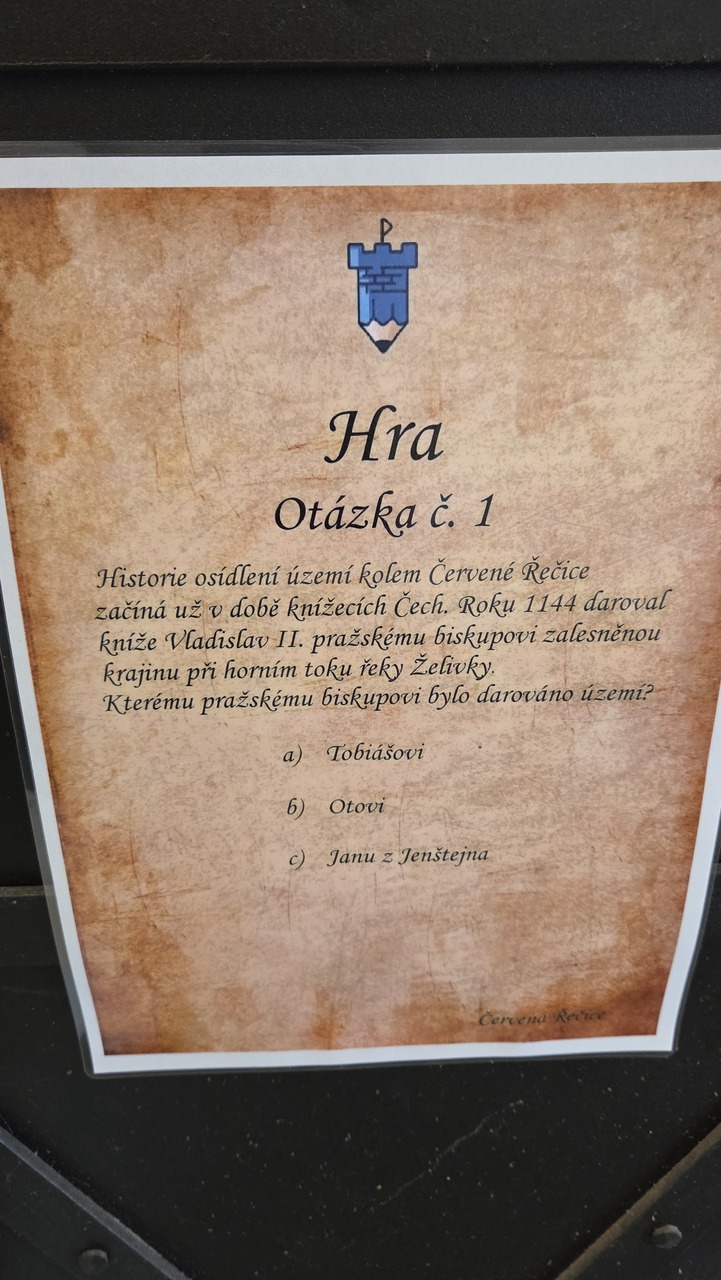 Hra
Otázka č. 1
Historie osídlení území kolem Červené Řečice
začíná už v době knížecích Čech. Roku 1144 daroval
kníže Vladislav II. pražskému biskupovi zalesněnou
krajinu při horním toku řeky Želivky.
Kterému pražskému biskupovi bylo darováno území?
a) Tobiášovi
b) Otovi
c) Janu z Jenštejna
Červená Řečice